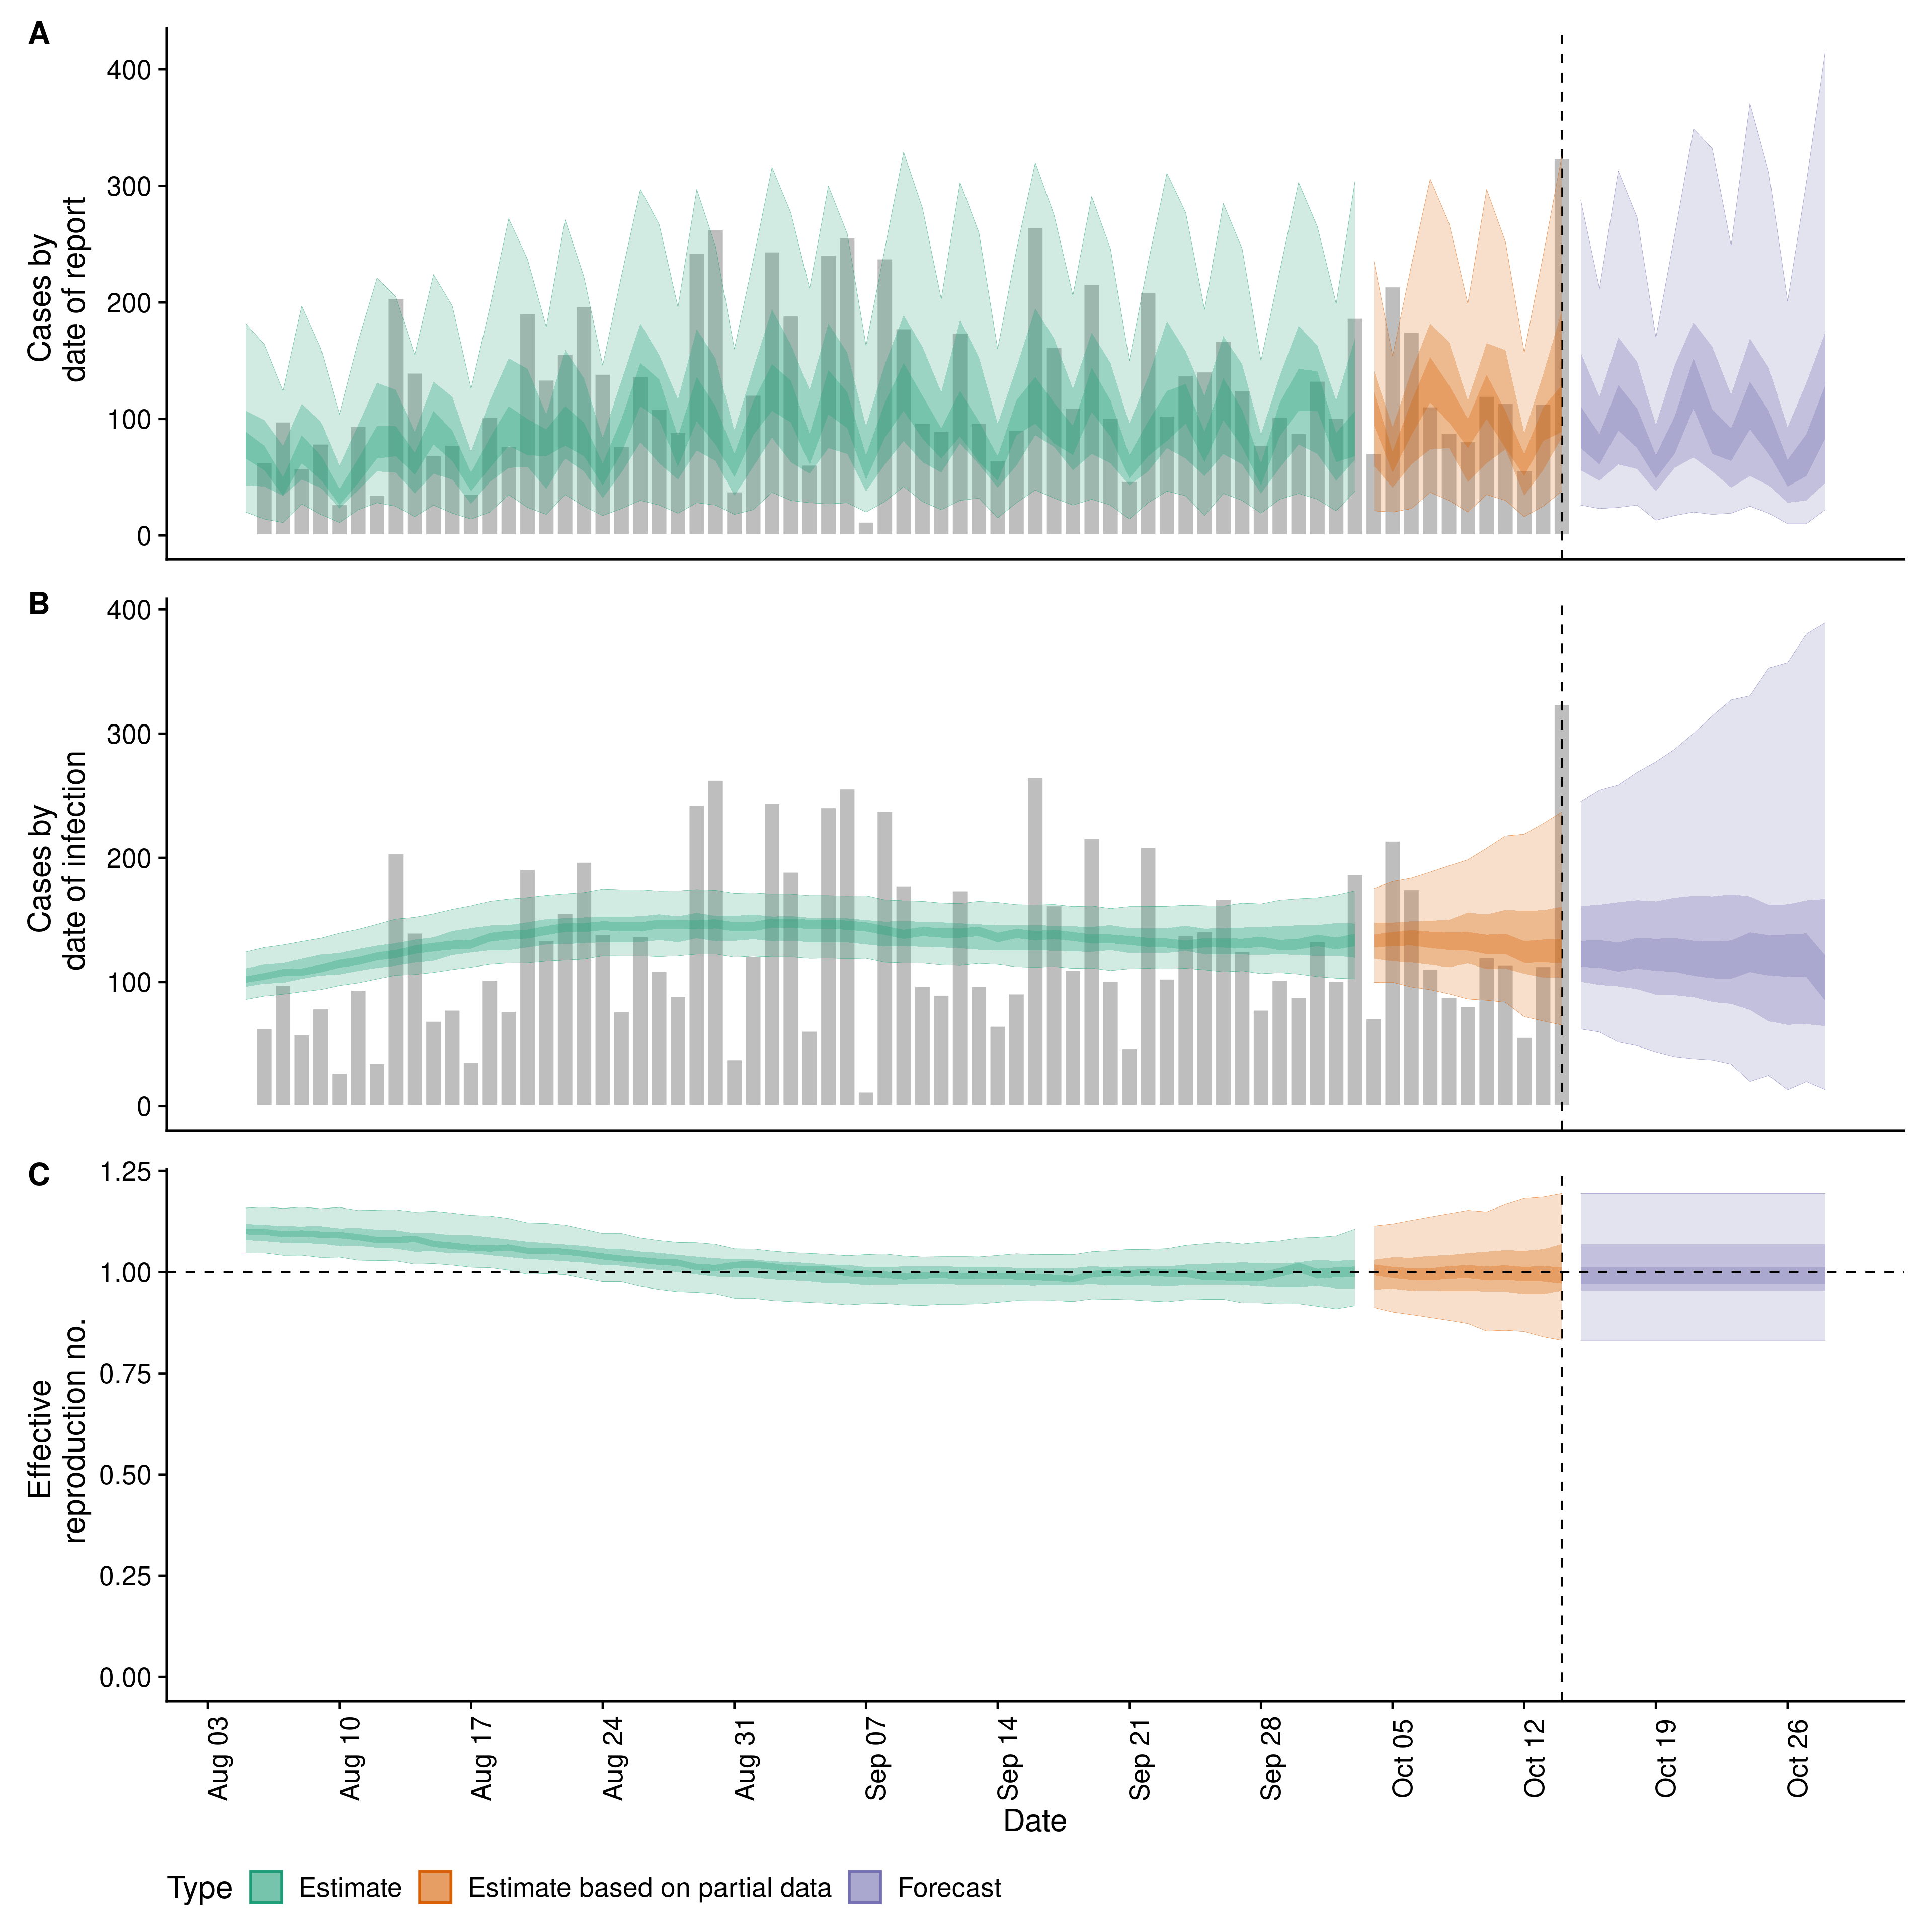 A
400
300
200
100
0
Cases by
date of report
B
400
300
200
100
0
Cases by
date of infection
C
1.25
1.00
0.75
0.50
0.25
0.00
Effective
reproduction no.
Aug 03
Aug 10
Aug 17
Aug 24
Aug 31
Sep 07
Sep 14
Sep 21
Sep 28
Oct 05
Oct 12
Oct 19
Oct 26
Date
Type Estimate Estimate based on partial data Forecast